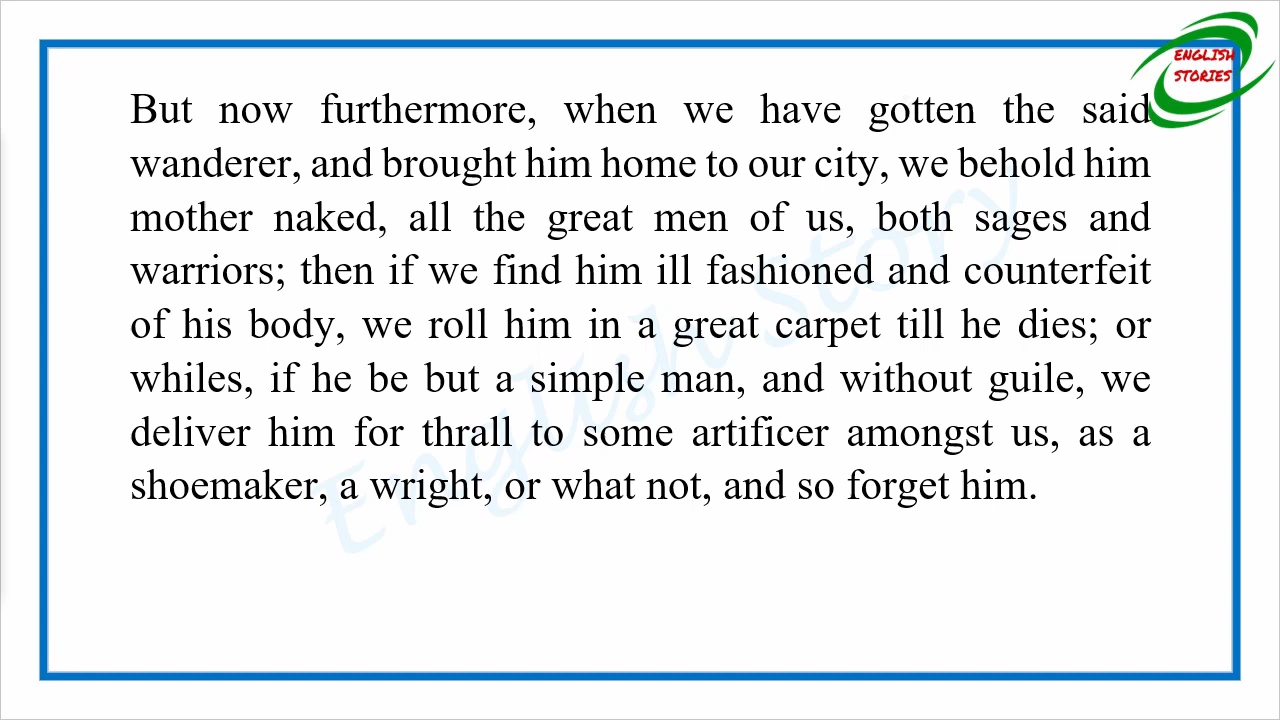 ENGLISH
STORIES
But now furthermore, when we have gotten the said
wanderer, and brought him home to our city, we behold him
mother naked, all the great men of us, both sages and
warriors; then if we find him ill fashioned and counterfeit
of his body, we roll him in a great carpet till he dies; or
whiles, if he be but a simple man, and without guile, we
deliver him for thrall to some artificer amongst us, as a
shoemaker, a wright, or what not, and so forget him.
English Story